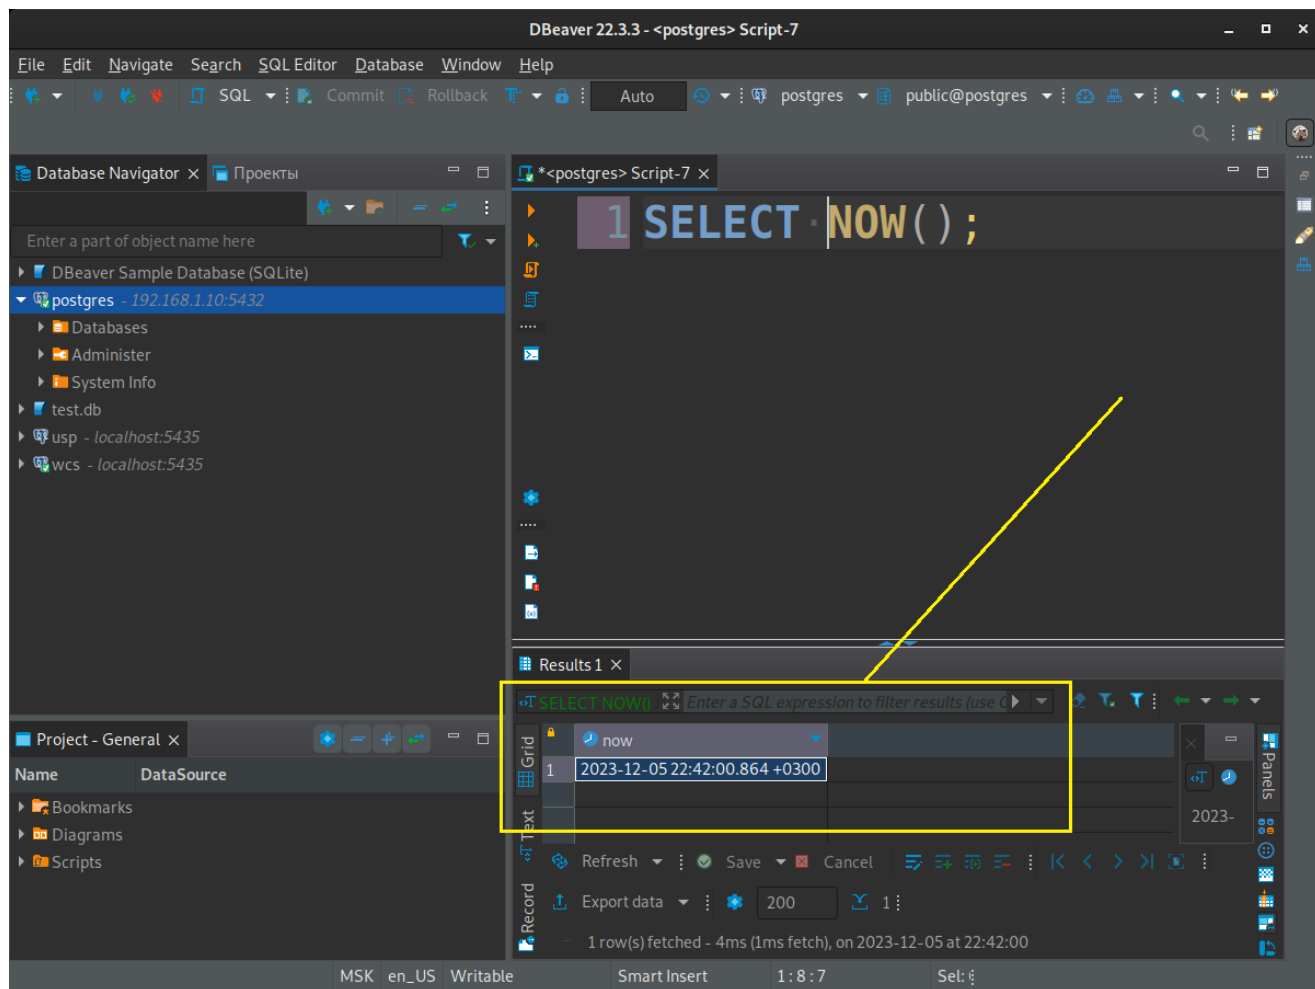 DBeaver 22.3.3 - <postgres> Script-7
File Edit Navigate Search SQL Editor Database Window Help
SQL Commit Rollback Auto postgres public@postgres
Database Navigator Проекты
Enter a part of object name here
DBeaver Sample Database (SQLite)
postgres - 192.168.1.10:5432
Databases
Administer
System Info
test.db
usp - localhost:5435
wcs - localhost:5435
Project - General
Name DataSource
Bookmarks
Diagrams
Scripts
*<postgres> Script-7
1 SELECT NOW();
Results 1
SELECT NOW() Enter a SQL expression to filter results (use
Grid
Text
Record
now
1 2023-12-05 22:42:00.864 +0300
2023-
Panels
Refresh Save Cancel
Export data 200 1
1 row(s) fetched - 4ms (1ms fetch), on 2023-12-05 at 22:42:00
MSK en_US Writable Smart Insert 1:8:7 Sel: